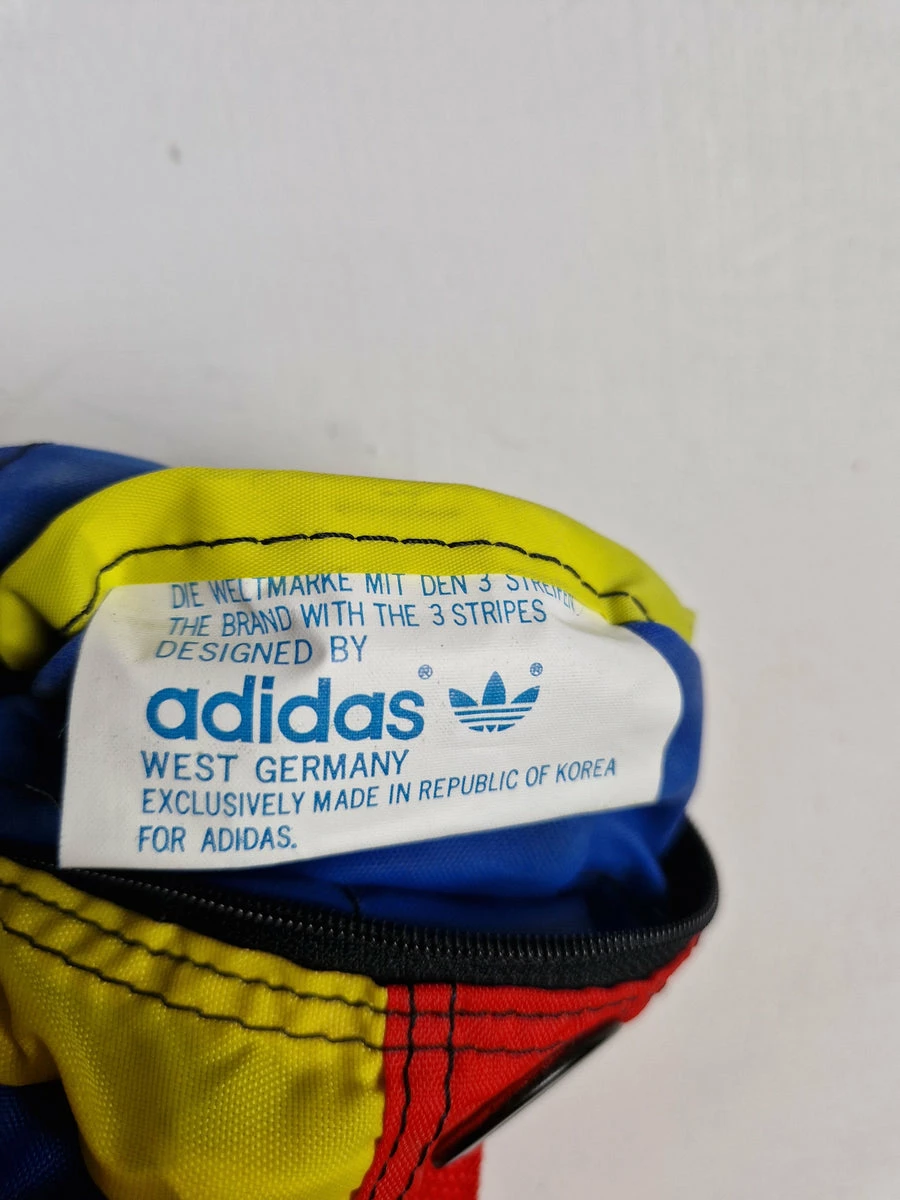 DIE WELTMARKE MIT DEN 3 STREIFEN.
THE BRAND WITH THE 3 STRIPES
DESIGNED BY
adidas® ®
WEST GERMANY
EXCLUSIVELY MADE IN REPUBLIC OF KOREA
FOR ADIDAS.